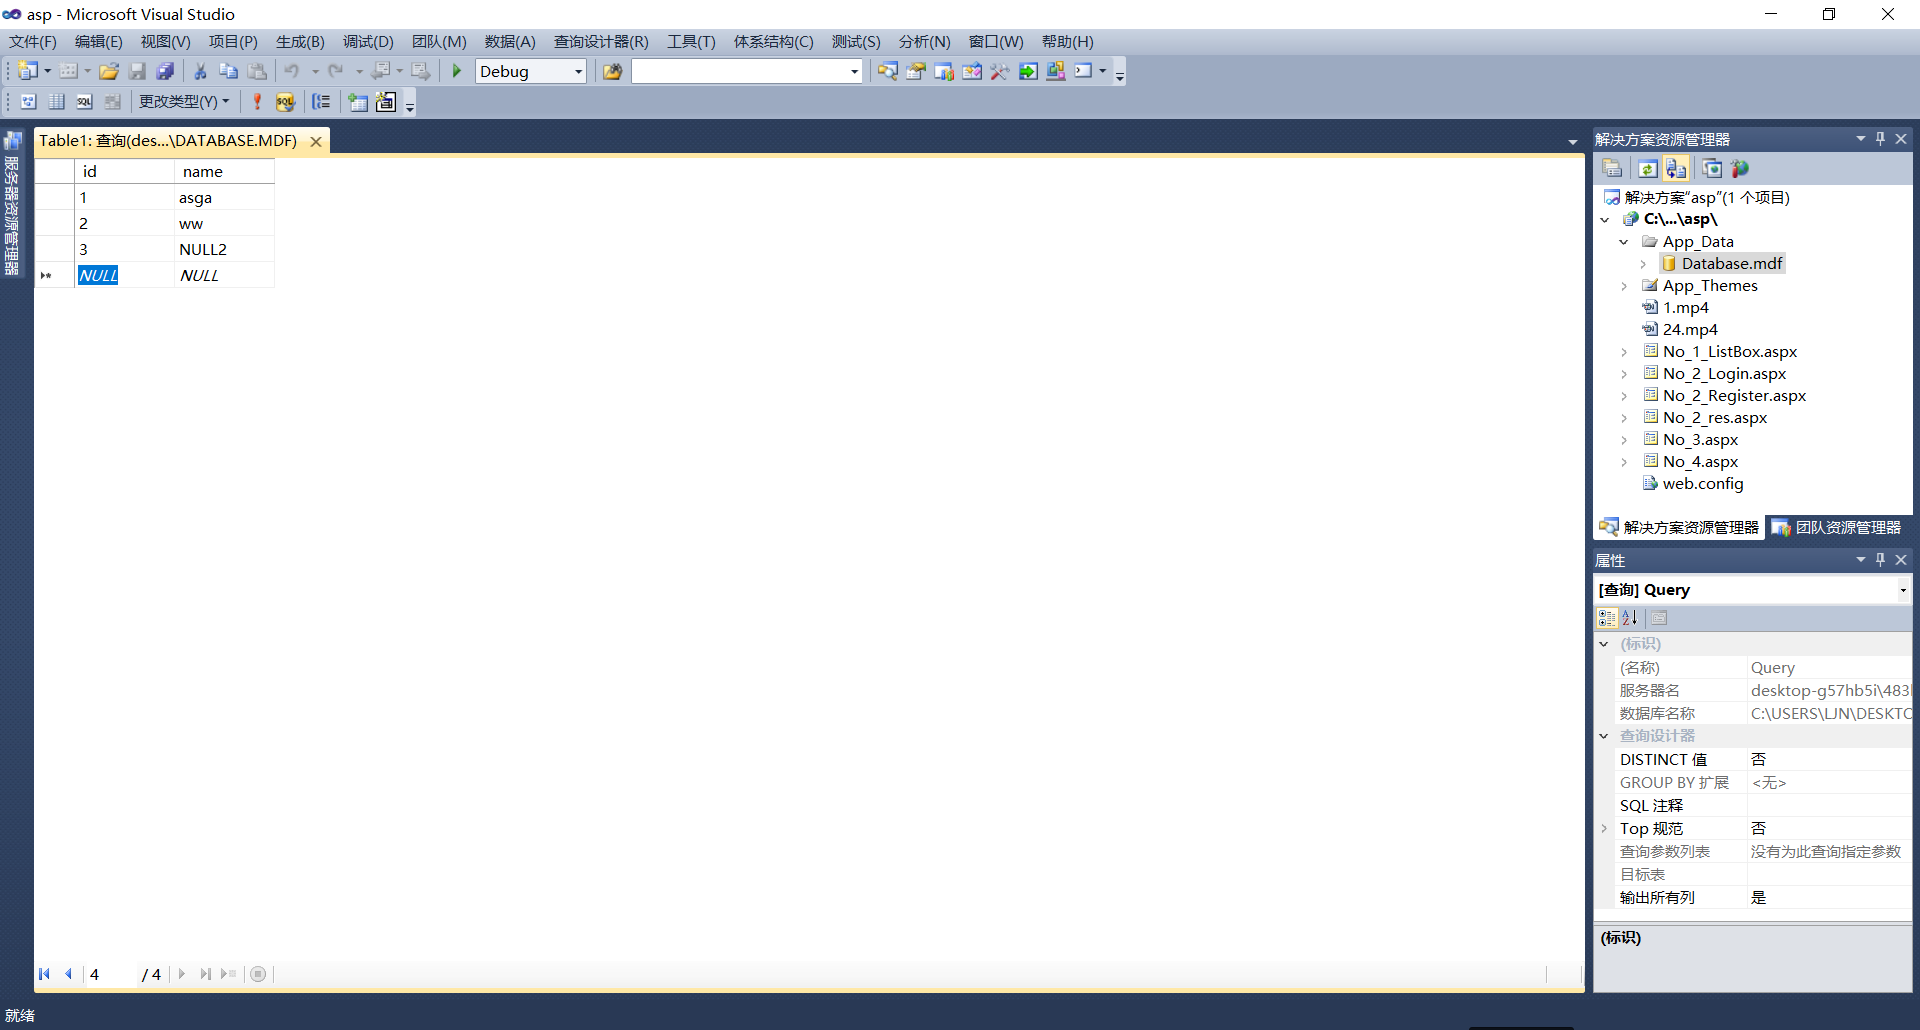 asp - Microsoft Visual Studio
文件(F) 编辑(E) 视图(V) 项目(P) 生成(B) 调试(D) 团队(M) 数据(A) 查询设计器(R) 工具(T) 体系结构(C) 测试(S) 分析(N) 窗口(W) 帮助(H)
Debug
更改类型(Y)
服务器资源管理器
Table1: 查询(des...\DATABASE.MDF)
id name
1 asga
2 ww
3 NULL2
NULL NULL
4 / 4
解决方案资源管理器
解决方案"asp"(1 个项目)
C:\...\asp\
App_Data
Database.mdf
App_Themes
1.mp4
24.mp4
No_1_ListBox.aspx
No_2_Login.aspx
No_2_Register.aspx
No_2_res.aspx
No_3.aspx
No_4.aspx
web.config
解决方案资源管理器 团队资源管理器
属性
[查询] Query
(标识)
(名称) Query
服务器名 desktop-g57hb5i\483
数据库名称 C:\USERS\LJN\DESKTO
查询设计器
DISTINCT 值 否
GROUP BY 扩展 <无>
SQL 注释
Top 规范 否
查询参数列表 没有为此查询指定参数
目标表
输出所有列 是
(标识)
就绪